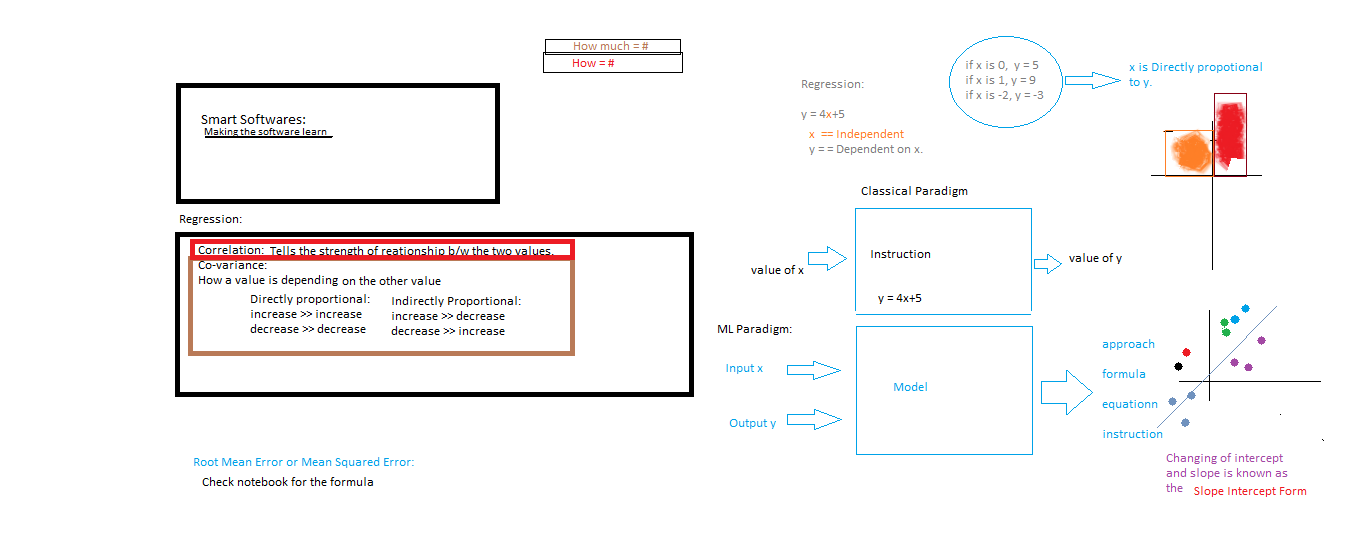 How much = #
How = #
Smart Softwares:
Making the software learn
Regression:
Correlation: Tells the strength of reationship b/w the two values.
Co-variance:
How a value is depending on the other value
Directly proportional:
increase >> increase
decrease >> decrease
Indirectly Proportional:
increase >> decrease
decrease >> increase
Root Mean Error or Mean Squared Error:
Check notebook for the formula
Regression:
y = 4x+5
x == Independent
y = = Dependent on x.
if x is 0, y = 5
if x is 1, y = 9
if x is -2, y = -3
x is Directly propotional
to y.
Classical Paradigm
value of x
Instruction
y = 4x+5
value of y
ML Paradigm:
Input x
Output y
Model
approach
formula
equationn
instruction
Changing of intercept
and slope is known as
the Slope Intercept Form